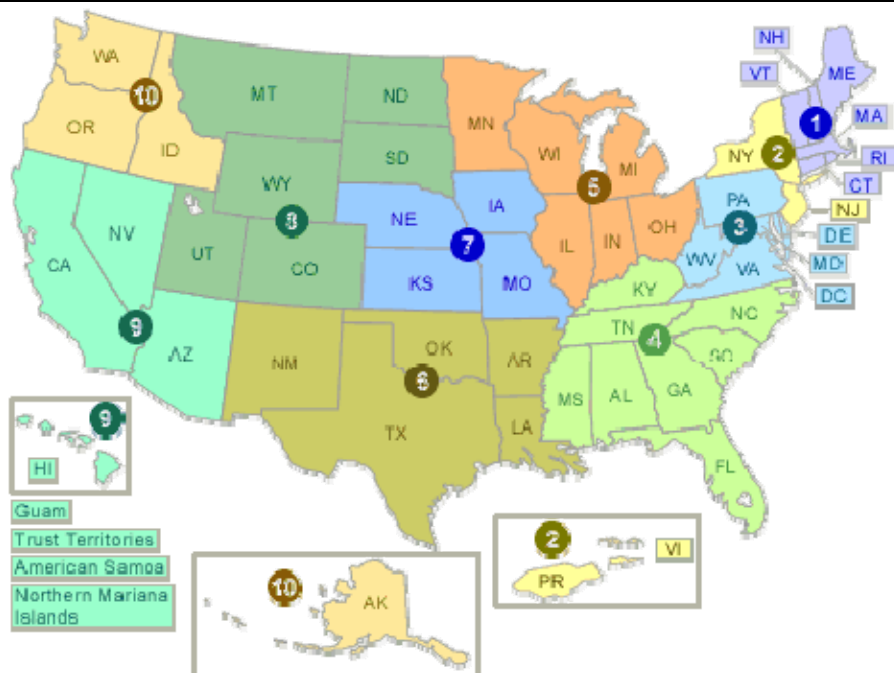 NH
WA
MT
ND
MN
VT
ME
10
1
MA
OR
ID
SD
WI
MI
NY
2
RI
WY
5
PA
CT
NE
IA
NJ
NV
8
3
DE
CA
UT
CO
7
IL
IN
OH
WV
VA
MD
KS
MO
KY
DC
9
TN
NC
AZ
NM
OK
AR
4
SC
6
MS
AL
GA
TX
LA
9
HI
FL
Guam
Trust Territories
American Samoa
Northern Mariana
Islands
10
AK
2
VI
PR